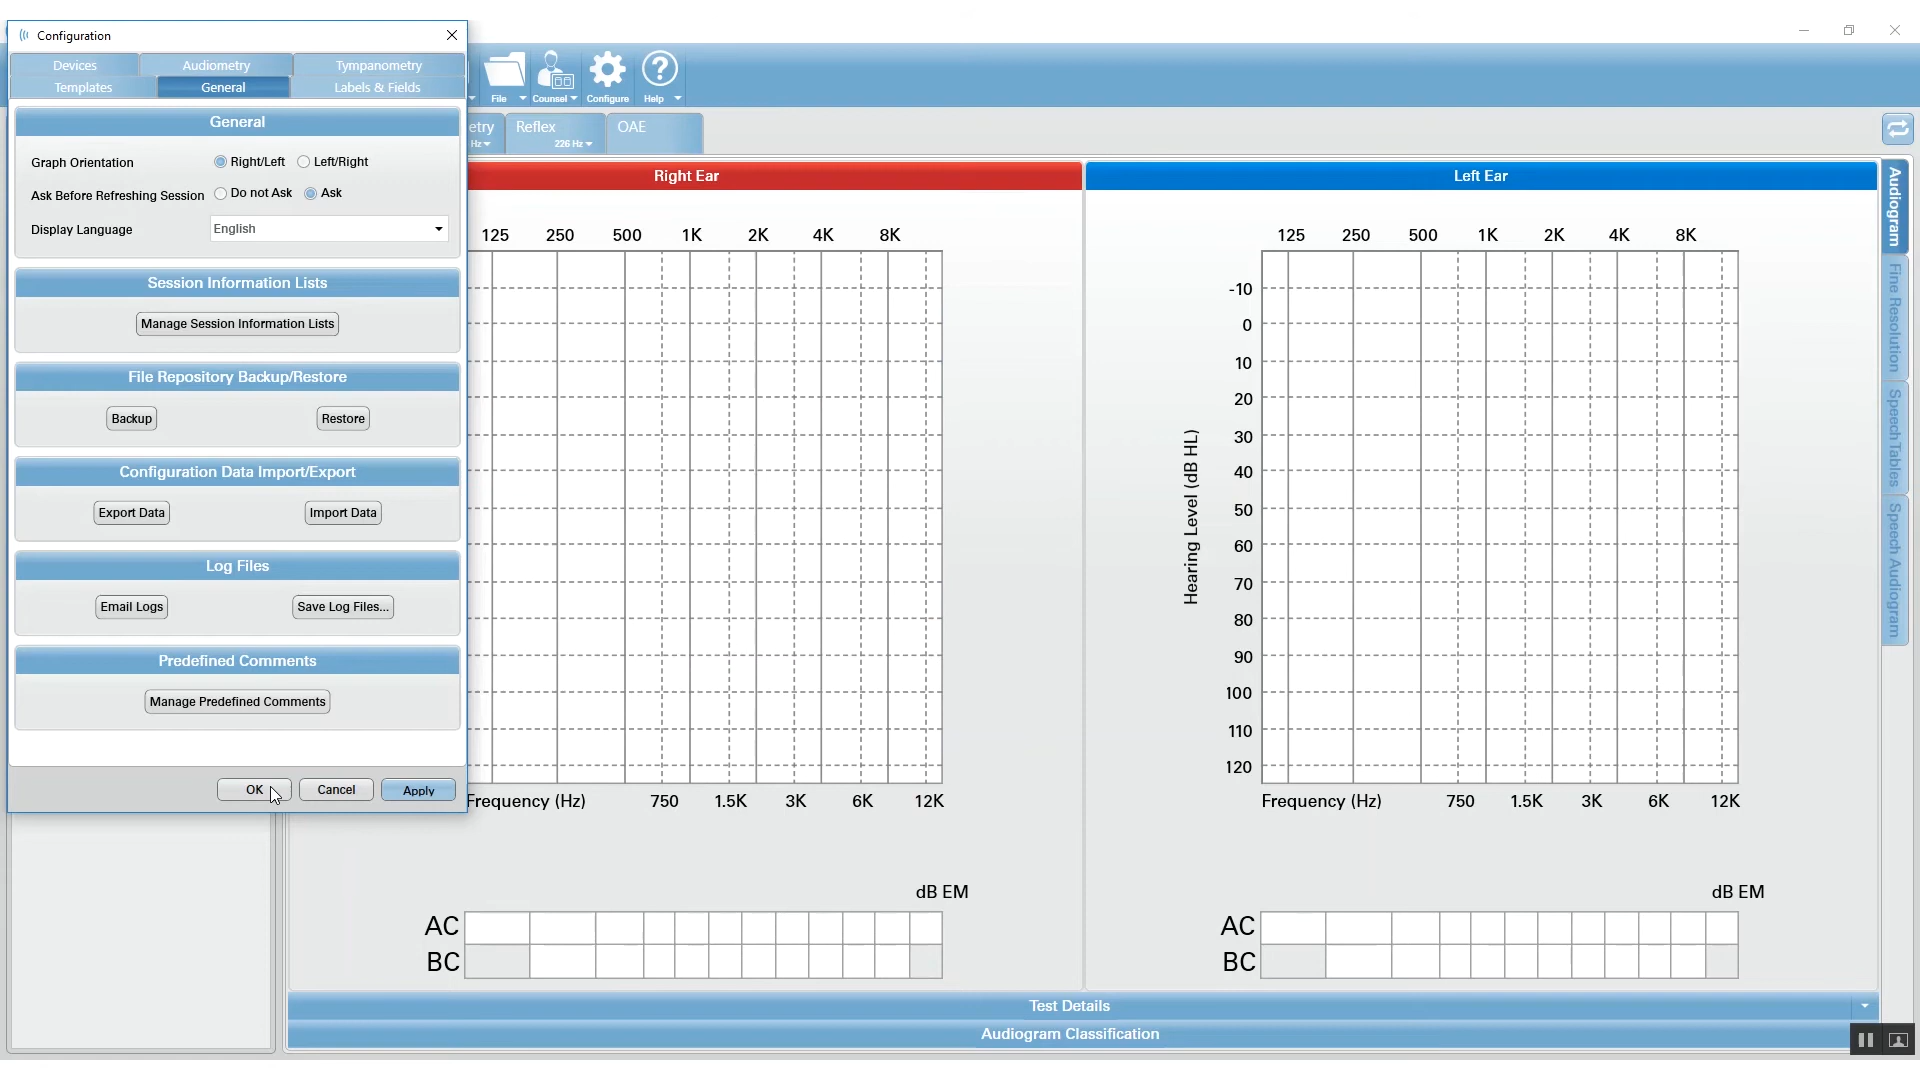 Configuration
Devices Audiometry Tympanometry
Templates General Labels & Fields
General
Graph Orientation Right/Left Left/Right
Ask Before Refreshing Session Do not Ask Ask
Display Language English
Session Information Lists
Manage Session Information Lists
File Repository Backup/Restore
Backup Restore
Configuration Data Import/Export
Export Data Import Data
Log Files
Email Logs Save Log Files...
Predefined Comments
Manage Predefined Comments
OK Cancel Apply
File Counsel Configure Help
etry Reflex OAE
Hz 226 Hz
Right Ear
125 250 500 1K 2K 4K 8K
Frequency (Hz) 750 1.5K 3K 6K 12K
dB EM
AC
BC
Left Ear
125 250 500 1K 2K 4K 8K
Hearing Level (dB HL)
-10
0
10
20
30
40
50
60
70
80
90
100
110
120
Frequency (Hz) 750 1.5K 3K 6K 12K
dB EM
AC
BC
Audiogram
Fine Resolution
Speech Tables
Speech Audiogram
Test Details
Audiogram Classification